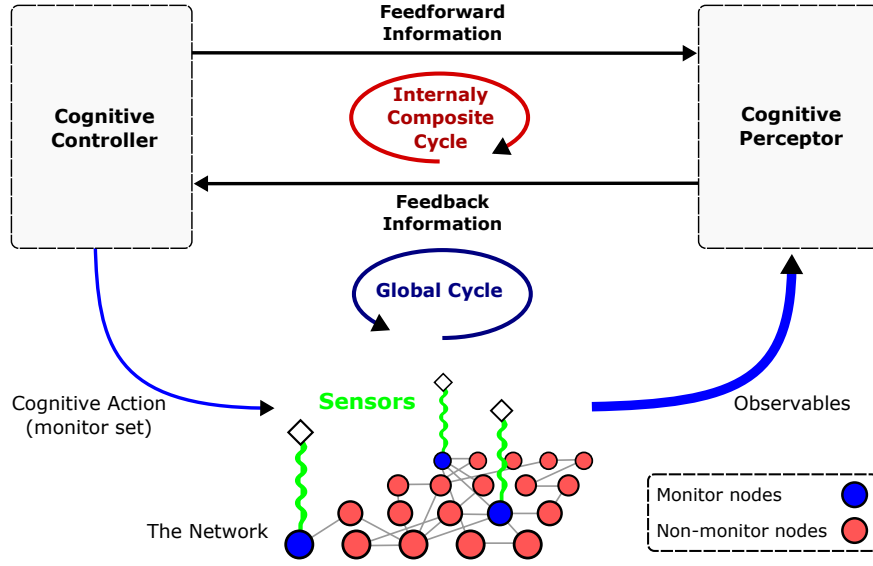 Feedforward
Information
Cognitive
Controller
Internaly
Composite
Cycle
Cognitive
Perceptor
Feedback
Information
Global Cycle
Cognitive Action
(monitor set)
Sensors
Observables
The Network
Monitor nodes
Non-monitor nodes